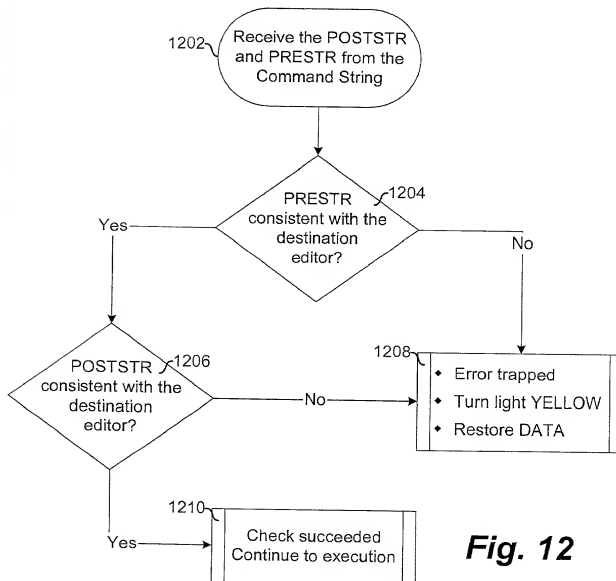 1202
Receive the POSTSTR
and PRESTR from the
Command String
1204
PRESTR
consistent with the
destination
editor?
Yes
No
1206
POSTSTR
consistent with the
destination
editor?
No
1208
◆ Error trapped
◆ Turn light YELLOW
◆ Restore DATA
Yes
1210
Check succeeded
Continue to execution
Fig. 12